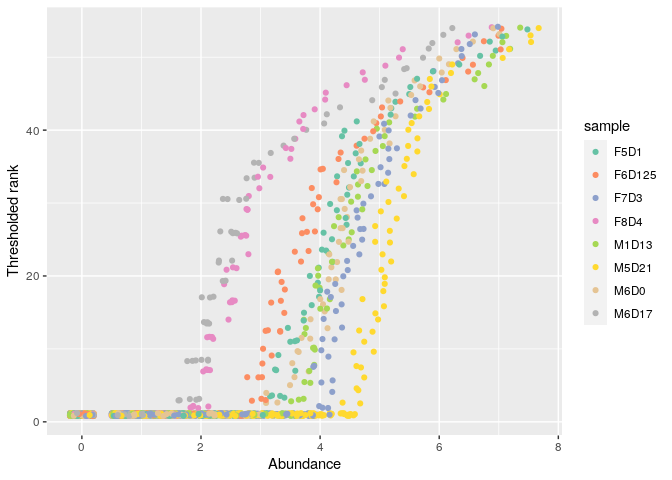 Thresholded rank
40
20
0
0
2
4
6
8
Abundance
sample
F5D1
F6D125
F7D3
F8D4
M1D13
M5D21
M6D0
M6D17